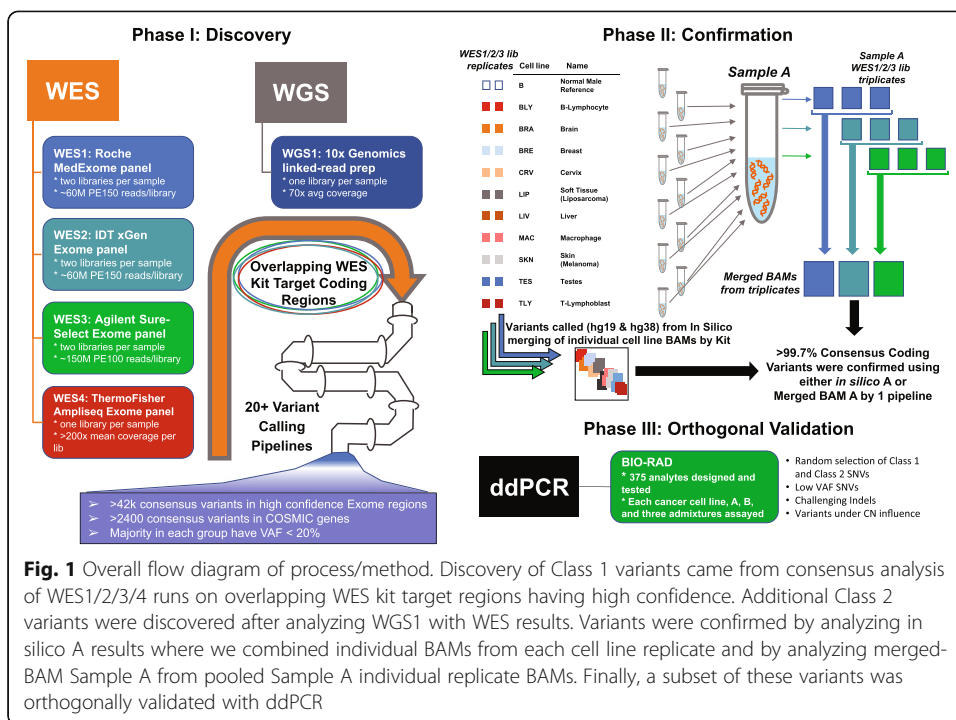 Phase I: Discovery
WES
WGS
WES1: Roche
MedExome panel
* two libraries per sample
* ~60M PE150 reads/library
WGS1: 10x Genomics
linked-read prep
* one library per sample
* 70x avg coverage
WES2: IDT xGen
Exome panel
* two libraries per sample
* ~60M PE150 reads/library
Overlapping WES
Kit Target Coding
Regions
WES3: Agilent Sure-
Select Exome panel
* two libraries per sample
* ~150M PE100 reads/library
WES4: ThermoFisher
Ampliseq Exome panel
* one library per sample
* >200x mean coverage per
lib
20+ Variant
Calling
Pipelines
➢ >42k consensus variants in high confidence Exome regions
➢ >2400 consensus variants in COSMIC genes
➢ Majority in each group have VAF < 20%
Phase II: Confirmation
WES1/2/3 lib
replicates
Cell line Name
B Normal Male
Reference
BLY B-Lymphocyte
BRA Brain
BRE Breast
CRV Cervix
LIP Soft Tissue
(Liposarcoma)
LIV Liver
MAC Macrophage
SKN Skin
(Melanoma)
TES Testes
TLY T-Lymphoblast
Sample A
Sample A
WES1/2/3 lib
triplicates
Merged BAMs
from triplicates
Variants called (hg19 & hg38) from In Silico
merging of individual cell line BAMs by Kit
>99.7% Consensus Coding
Variants were confirmed using
either in silico A or
Merged BAM A by 1 pipeline
Phase III: Orthogonal Validation
ddPCR
BIO-RAD
* 375 analytes designed and
tested
* Each cancer cell line, A, B,
and three admixtures assayed
• Random selection of Class 1
and Class 2 SNVs
• Low VAF SNVs
• Challenging Indels
• Variants under CN influence
Fig. 1 Overall flow diagram of process/method. Discovery of Class 1 variants came from consensus analysis
of WES1/2/3/4 runs on overlapping WES kit target regions having high confidence. Additional Class 2
variants were discovered after analyzing WGS1 with WES results. Variants were confirmed by analyzing in
silico A results where we combined individual BAMs from each cell line replicate and by analyzing merged-
BAM Sample A from pooled Sample A individual replicate BAMs. Finally, a subset of these variants was
orthogonally validated with ddPCR